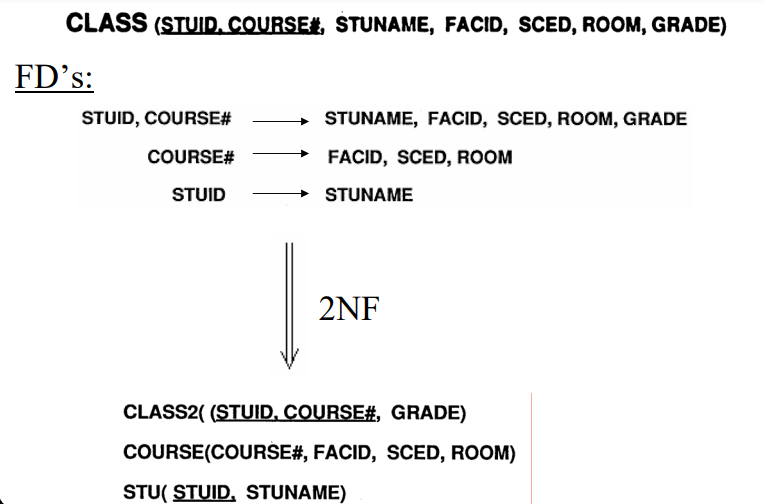 CLASS (STUID, COURSE#, STUNAME, FACID, SCED, ROOM, GRADE)
FD’s:
STUID, COURSE# → STUNAME, FACID, SCED, ROOM, GRADE
COURSE# → FACID, SCED, ROOM
STUID → STUNAME
2NF
CLASS2( (STUID, COURSE#, GRADE)
COURSE(COURSE#, FACID, SCED, ROOM)
STU( STUID, STUNAME)